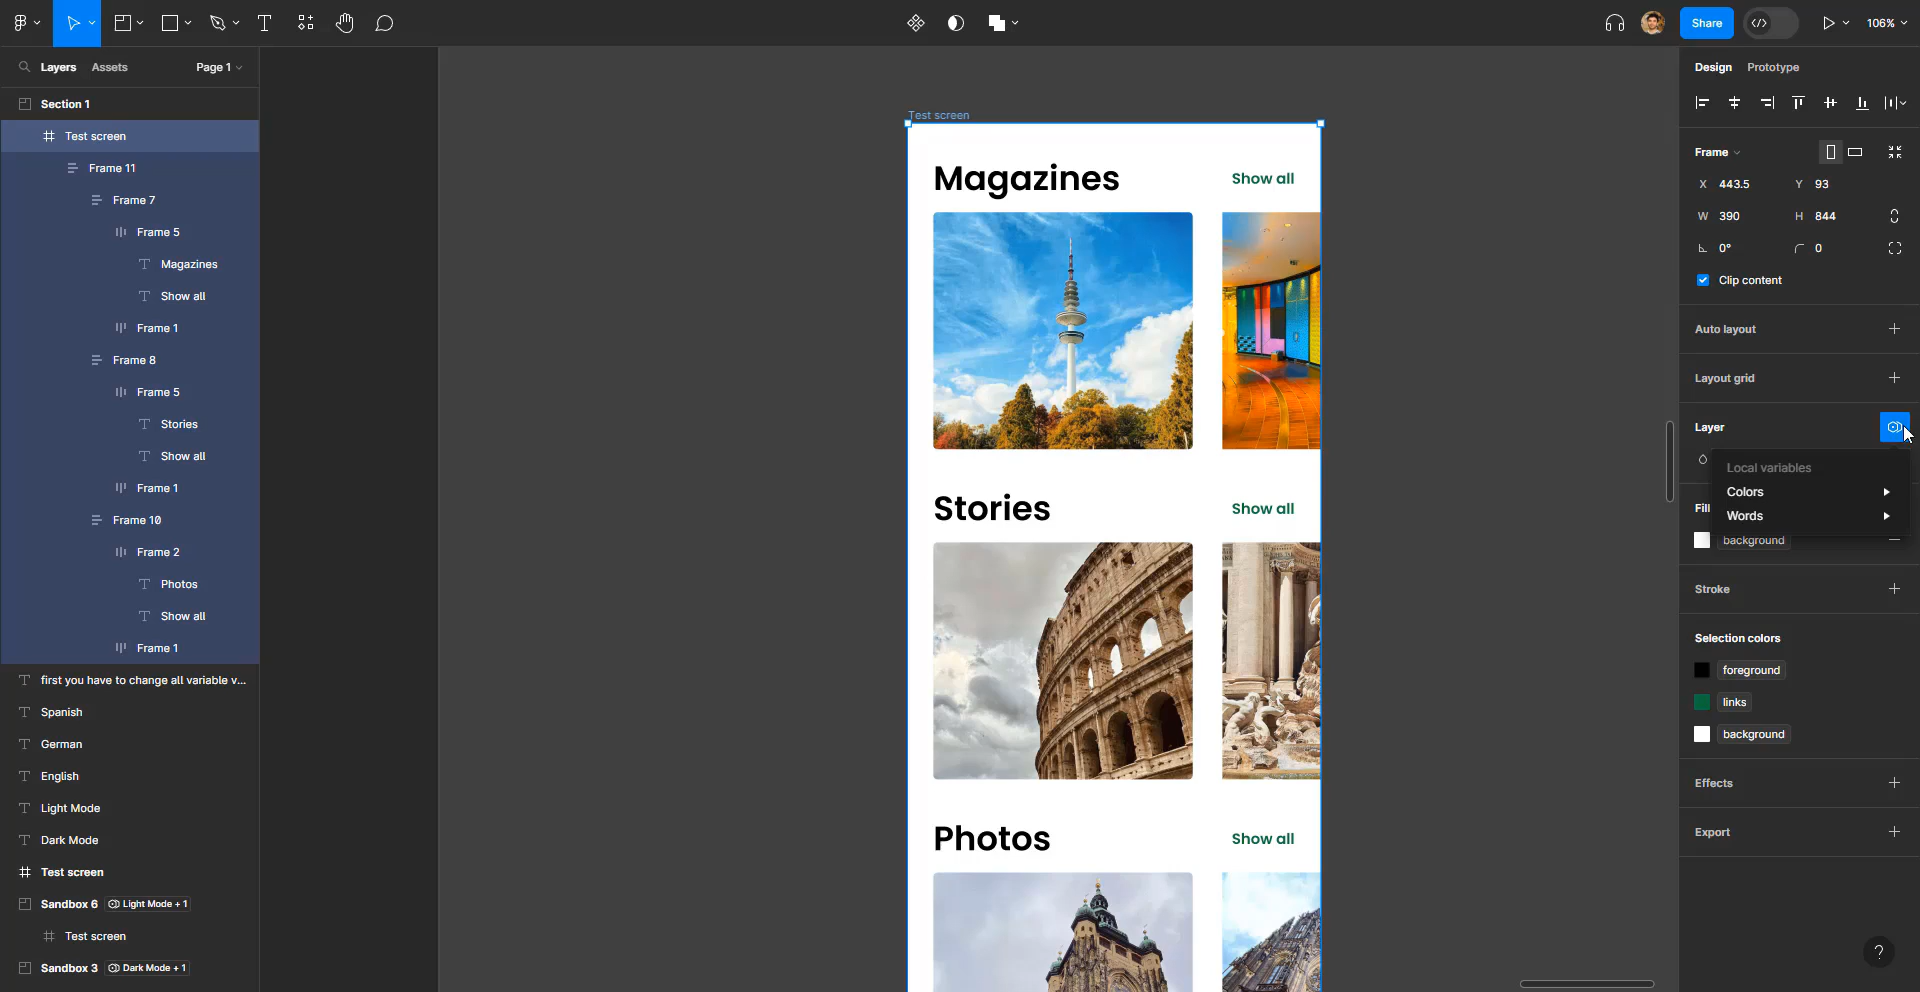 Share
106%
Layers
Assets
Page 1
Section 1
Test screen
Frame 11
Frame 7
Frame 5
Magazines
Show all
Frame 1
Frame 8
Frame 5
Stories
Show all
Frame 1
Frame 10
Frame 2
Photos
Show all
Frame 1
first you have to change all variable v...
Spanish
German
English
Light Mode
Dark Mode
Test screen
Sandbox 6 Light Mode + 1
Test screen
Sandbox 3 Dark Mode + 1
Test screen
Magazines
Show all
Stories
Show all
Photos
Show all
Design
Prototype
Frame
X 443.5 Y 93
W 390 H 844
0° 0
Clip content
Auto layout
Layout grid
Layer
Local variables
Colors
Words
Fill
background
Stroke
Selection colors
foreground
links
background
Effects
Export
?